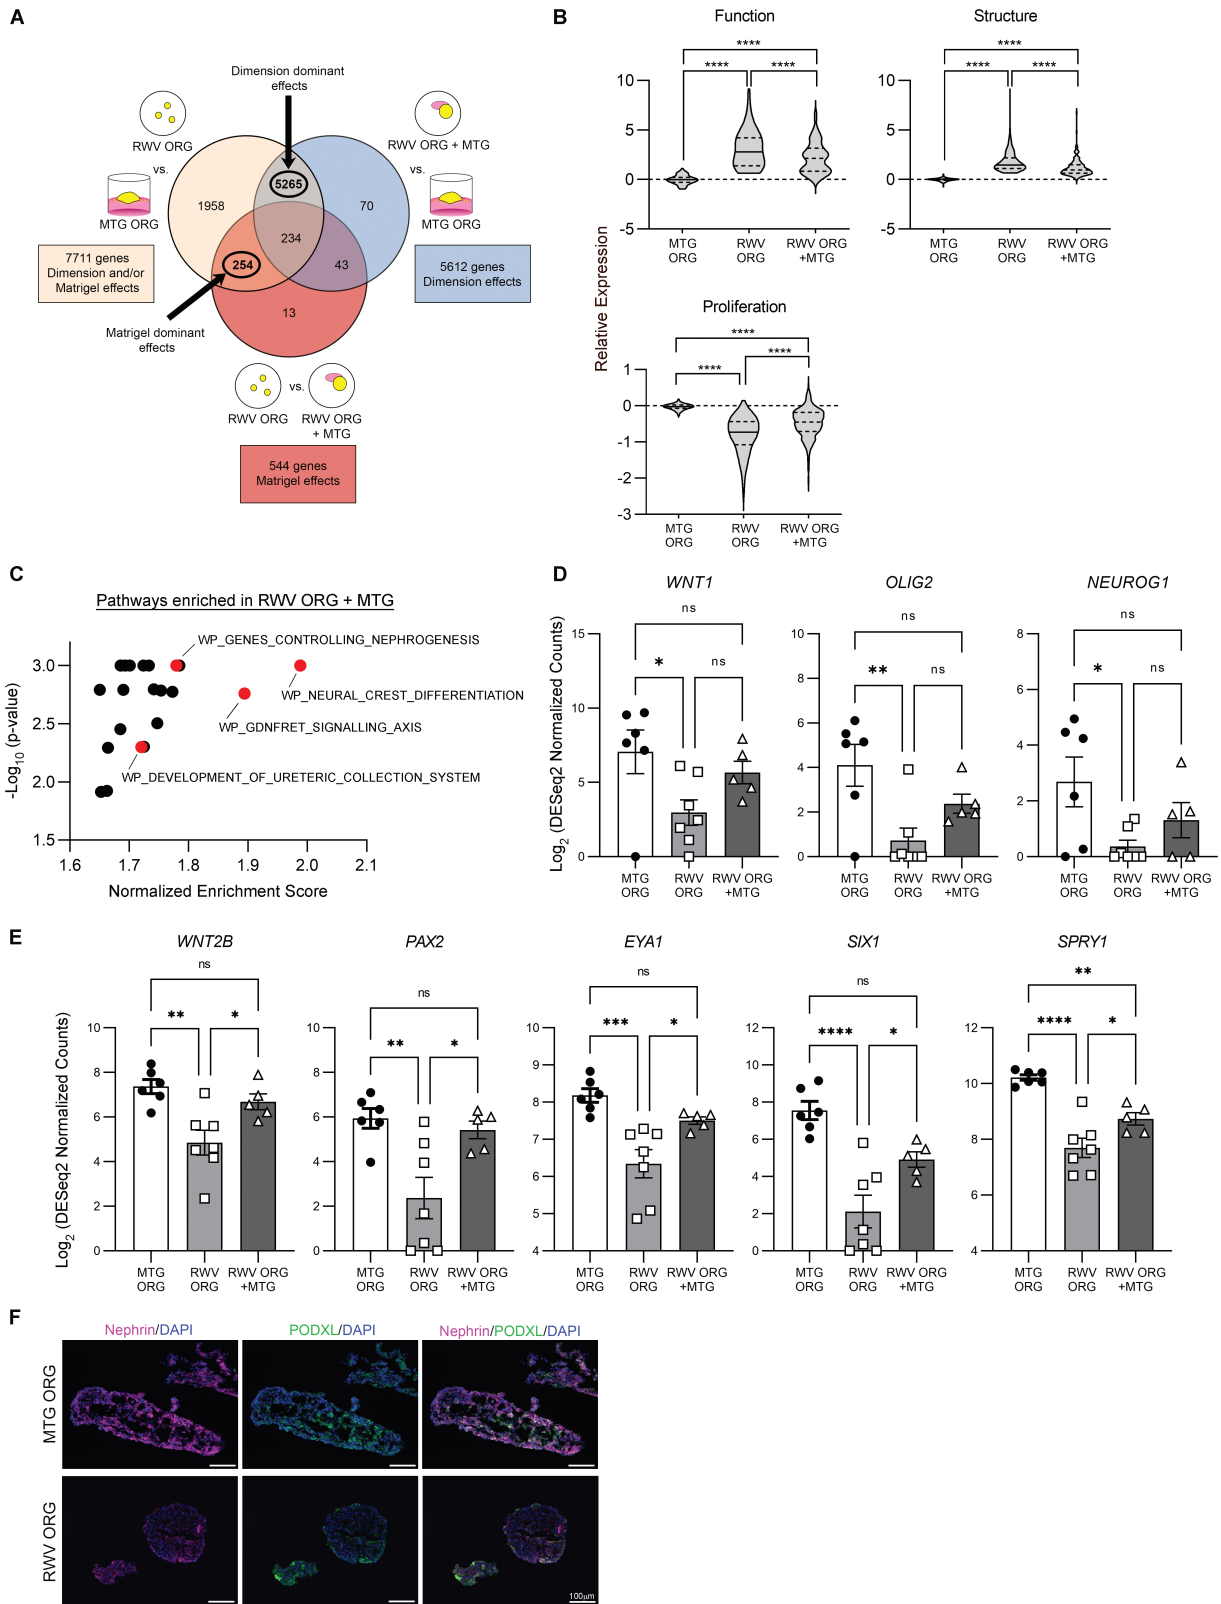 A
Dimension dominant
effects
RWV ORG
vs.
MTG ORG
RWV ORG + MTG
vs.
MTG ORG
1958
5265
70
234
254
43
13
7711 genes
Dimension and/or
Matrigel effects
5612 genes
Dimension effects
Matrigel dominant
effects
RWV ORG
vs.
RWV ORG
+ MTG
544 genes
Matrigel effects
B
Relative Expression
Function
****
****
****
10
5
0
-5
MTG
ORG
RWV
ORG
RWV ORG
+MTG
Structure
****
****
****
10
5
0
-5
MTG
ORG
RWV
ORG
RWV ORG
+MTG
Proliferation
****
****
****
1
0
-1
-2
-3
MTG
ORG
RWV
ORG
RWV ORG
+MTG
C
Pathways enriched in RWV ORG + MTG
-Log10 (p-value)
3.0
2.5
2.0
1.5
WP_GENES_CONTROLLING_NEPHROGENESIS
WP_NEURAL_CREST_DIFFERENTIATION
WP_GDNFRET_SIGNALLING_AXIS
WP_DEVELOPMENT_OF_URETERIC_COLLECTION_SYSTEM
1.6 1.7 1.8 1.9 2.0 2.1
Normalized Enrichment Score
D
Log2 (DESeq2 Normalized Counts)
WNT1
ns
* ns
15
10
5
0
MTG
ORG
RWV
ORG
RWV ORG
+MTG
OLIG2
ns
** ns
10
8
6
4
2
0
MTG
ORG
RWV
ORG
RWV ORG
+MTG
NEUROG1
ns
* ns
8
6
4
2
0
MTG
ORG
RWV
ORG
RWV ORG
+MTG
E
Log2 (DESeq2 Normalized Counts)
WNT2B
ns
** *
10
8
6
4
2
0
MTG
ORG
RWV
ORG
RWV ORG
+MTG
PAX2
ns
** *
10
8
6
4
2
0
MTG
ORG
RWV
ORG
RWV ORG
+MTG
EYA1
ns
*** *
10
9
8
7
6
5
4
MTG
ORG
RWV
ORG
RWV ORG
+MTG
SIX1
ns
**** *
12
10
8
6
4
2
0
MTG
ORG
RWV
ORG
RWV ORG
+MTG
SPRY1
**
**** *
12
10
8
6
4
MTG
ORG
RWV
ORG
RWV ORG
+MTG
F
Nephrin/DAPI
PODXL/DAPI
Nephrin/PODXL/DAPI
MTG ORG
RWV ORG
100µm